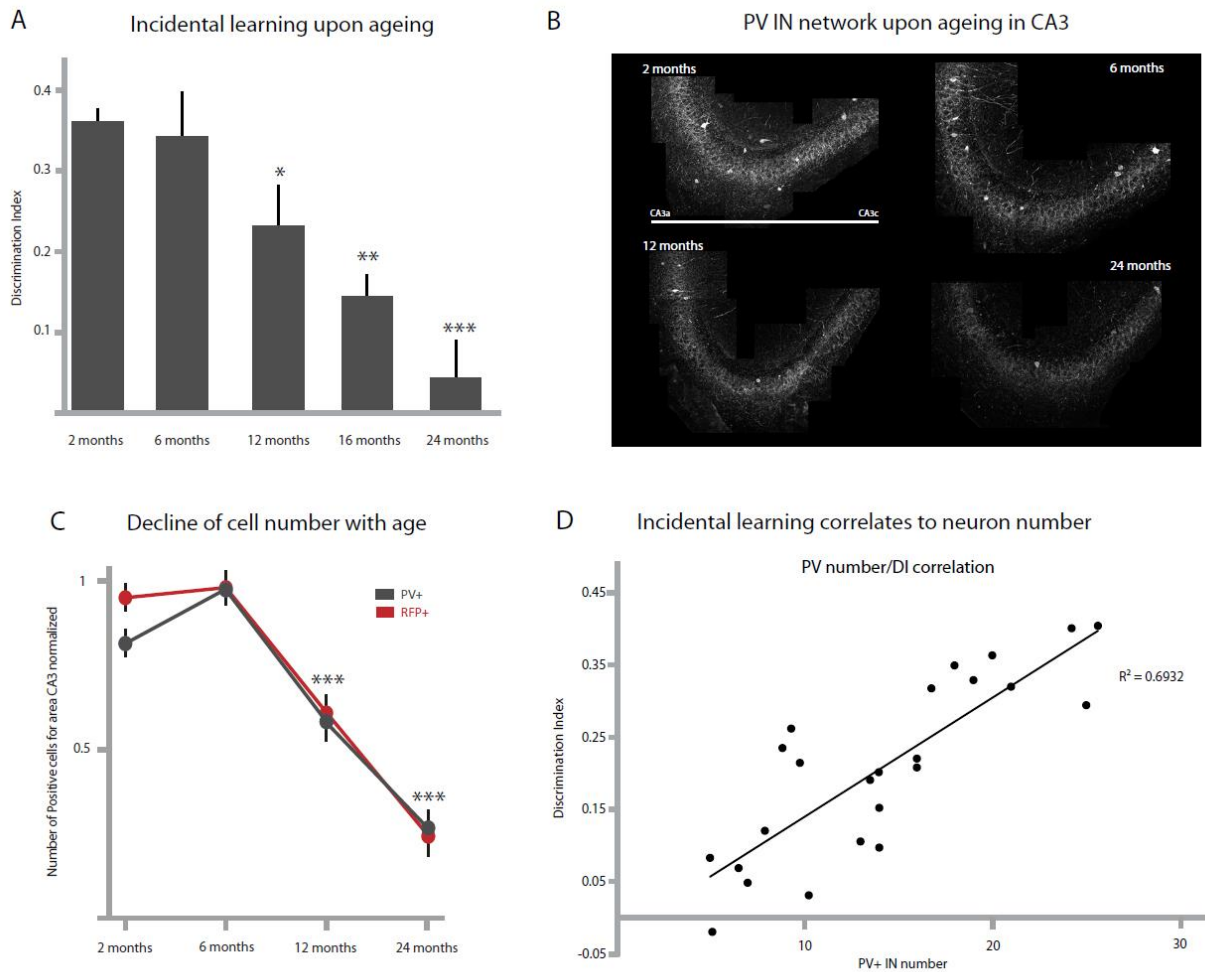 A
Incidental learning upon ageing
0.4
0.3
0.2
0.1
Discrimination Index
*
**
***
2 months
6 months
12 months
16 months
24 months
B
PV IN network upon ageing in CA3
2 months
6 months
CA3a
CA3c
12 months
24 months
C
Decline of cell number with age
1
0.5
Number of Positive cells for area CA3 normalized
PV+
RFP+
***
***
2 months
6 months
12 months
24 months
D
Incidental learning correlates to neuron number
PV number/DI correlation
0.45
0.35
0.25
0.15
0.05
-0.05
Discrimination Index
R² = 0.6932
10
20
30
PV+ IN number